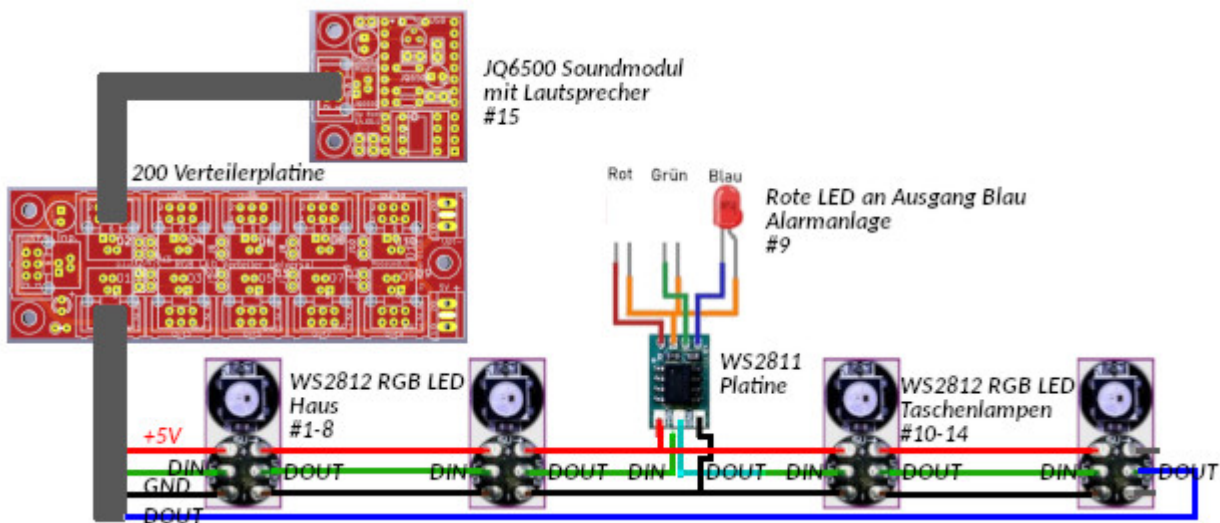 JQ6500 Soundmodul
mit Lautsprecher
#15
200 Verteilerplatine
Rot Grün Blau
Rote LED an Ausgang Blau
Alarmanlage
#9
WS2811
Platine
WS2812 RGB LED
Haus
#1-8
WS2812 RGB LED
Taschenlampen
#10-14
+5V
DIN DOUT DIN DOUT DIN DOUT DIN DIN DOUT
GND
DOUT